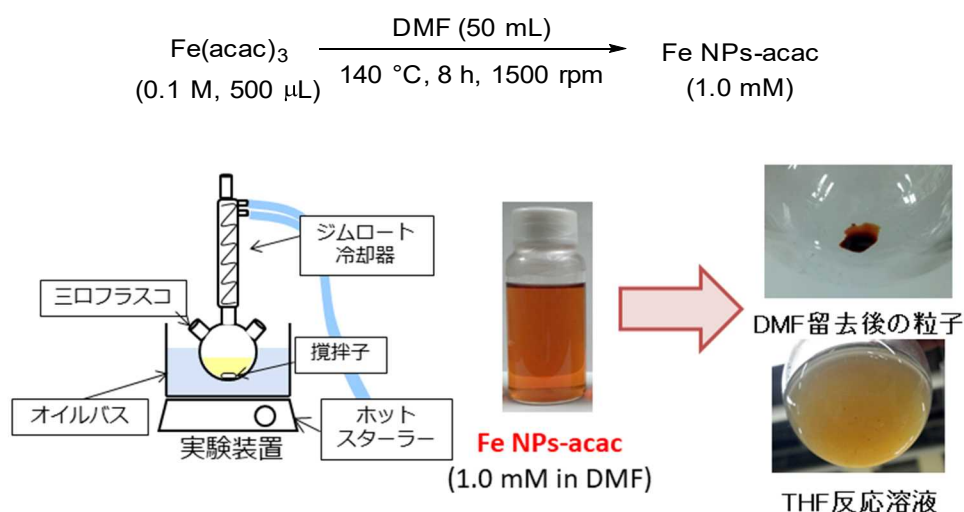 DMF (50 mL)
Fe(acac)3
140 °C, 8 h, 1500 rpm
Fe NPs-acac
(0.1 M, 500 μL)
(1.0 mM)
ジムロート
冷却器
三口フラスコ
撹拌子
オイルバス
ホット
スターラー
実験装置
Fe NPs-acac
(1.0 mM in DMF)
DMF留去後の粒子
THF反応溶液